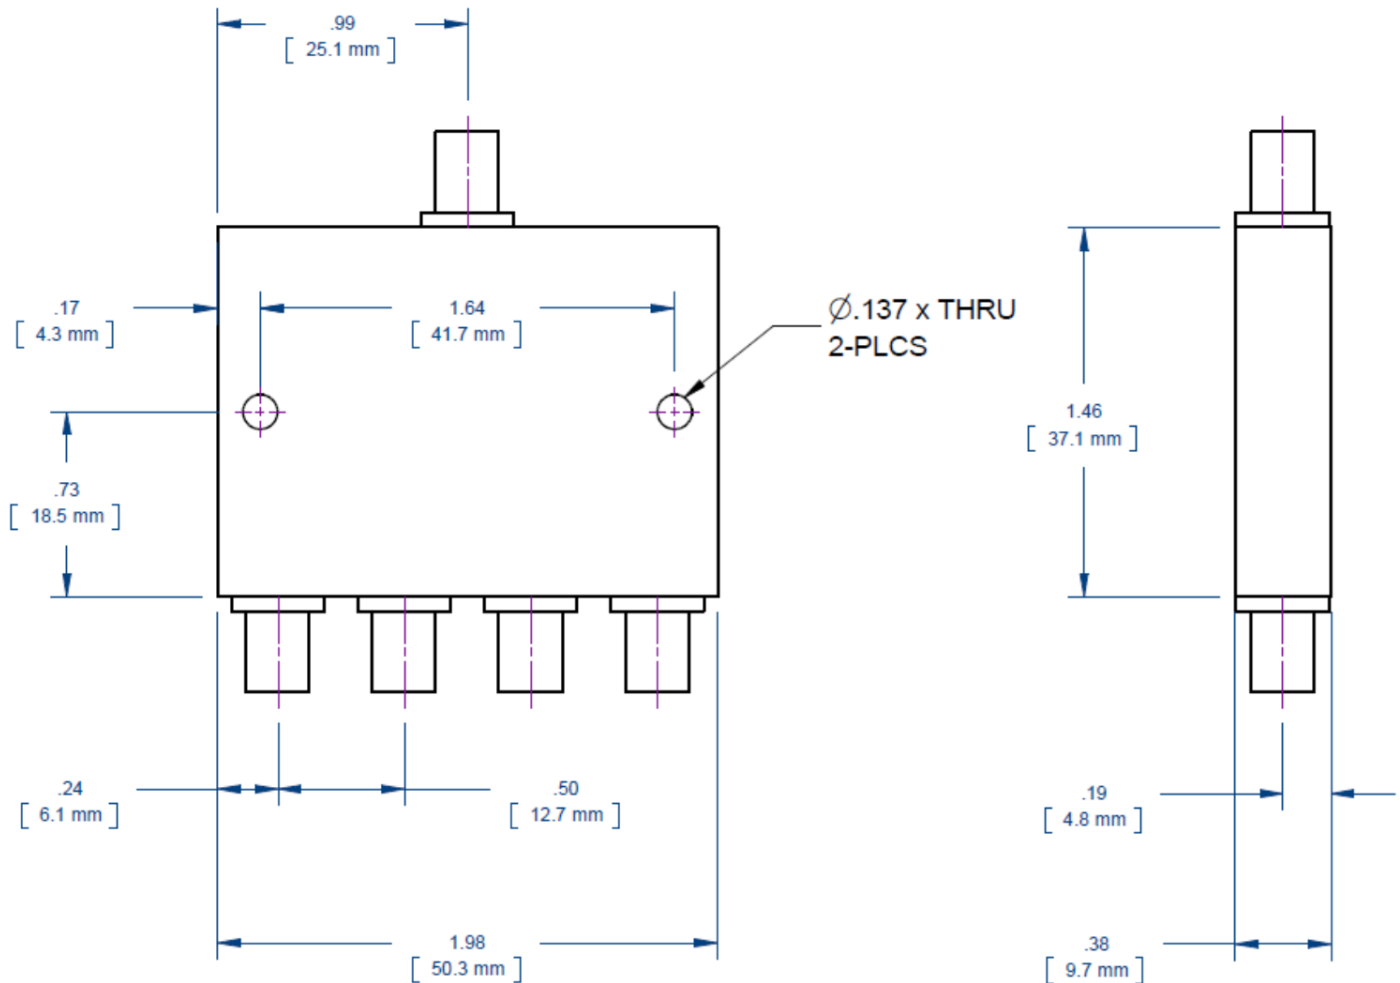 .99
[ 25.1 mm ]
.17
[ 4.3 mm ]
1.64
[ 41.7 mm ]
Ø.137 x THRU
2-PLCS
1.46
[ 37.1 mm ]
.73
[ 18.5 mm ]
.24
[ 6.1 mm ]
.50
[ 12.7 mm ]
.19
[ 4.8 mm ]
1.98
[ 50.3 mm ]
.38
[ 9.7 mm ]